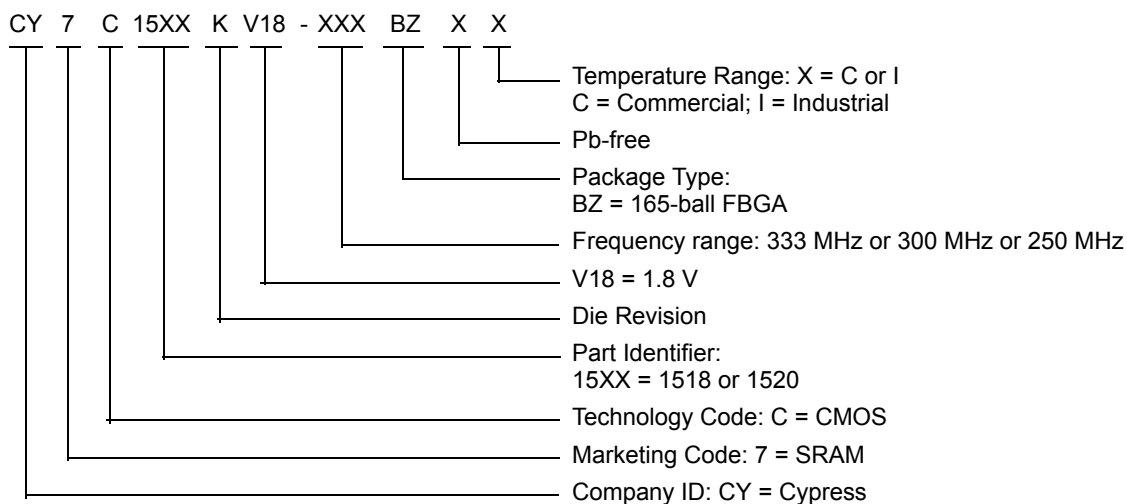 CY 7 C 15XX K V18 - XXX BZ X X
Temperature Range: X = C or I
C = Commercial; I = Industrial
Pb-free
Package Type:
BZ = 165-ball FBGA
Frequency range: 333 MHz or 300 MHz or 250 MHz
V18 = 1.8 V
Die Revision
Part Identifier:
15XX = 1518 or 1520
Technology Code: C = CMOS
Marketing Code: 7 = SRAM
Company ID: CY = Cypress